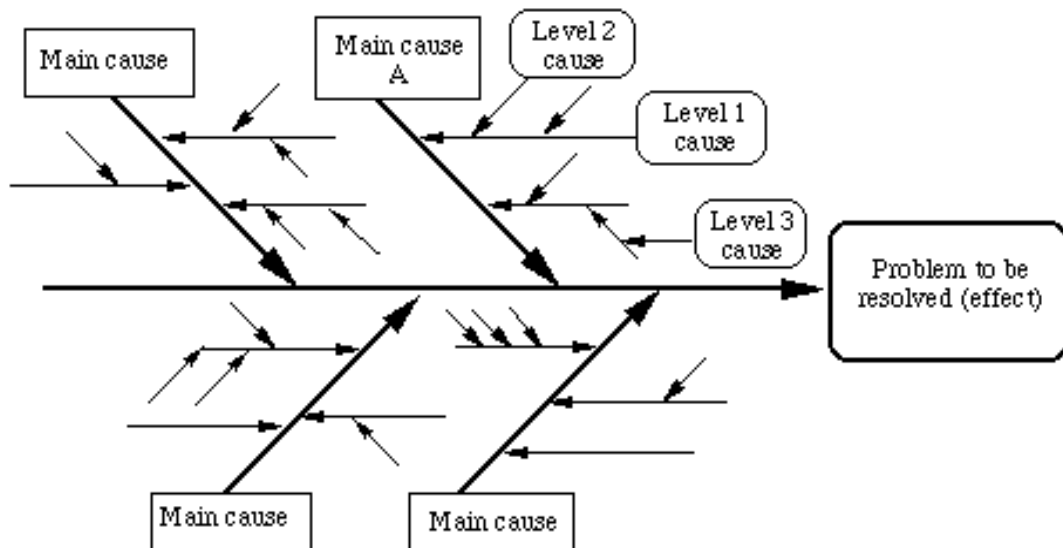 Main cause
Main cause
A
Level 2
cause
Level 1
cause
Level 3
cause
Problem to be
resolved (effect)
Main cause
Main cause